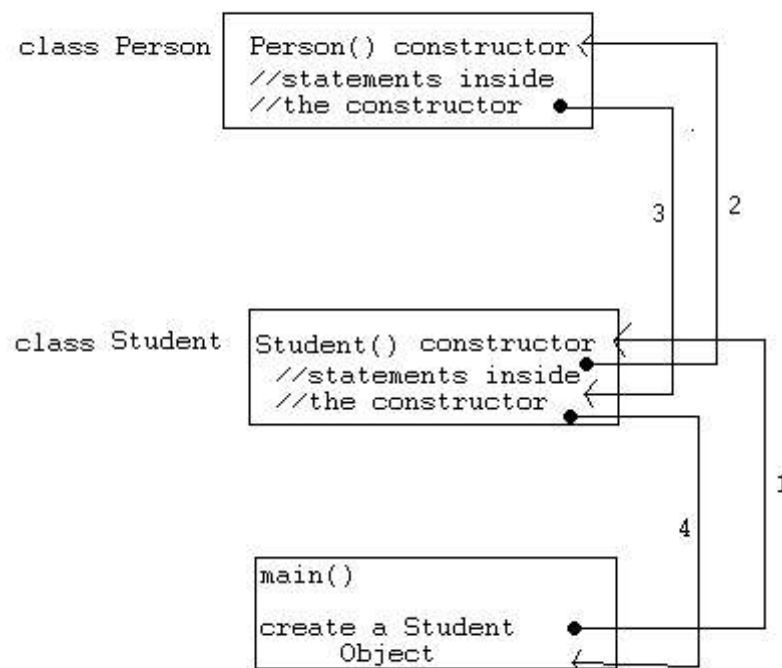 class Person
Person() constructor
//statements inside
//the constructor
3
2
class Student
Student() constructor
//statements inside
//the constructor
4
1
main()
create a Student
Object